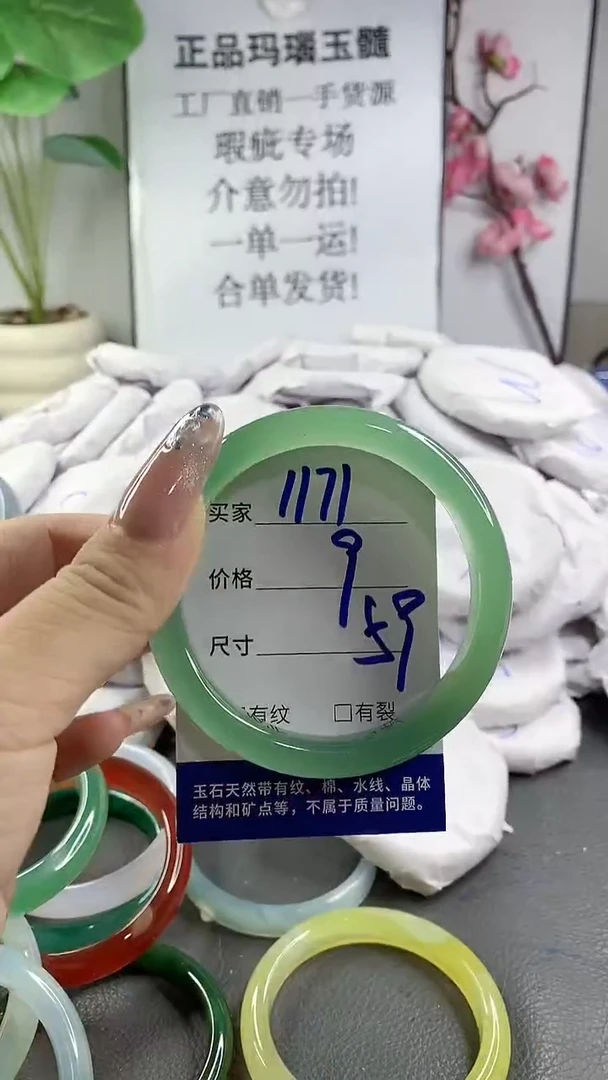 正品玛瑙玉髓
工厂直销一手货源
瑕疵专场
介意勿拍!
一单一运!
合单发货!
买家 1171
价格 9
尺寸 59
有纹 □有裂
玉石天然带有纹、棉、水线、晶体
结构和矿点等，不属于质量问题。